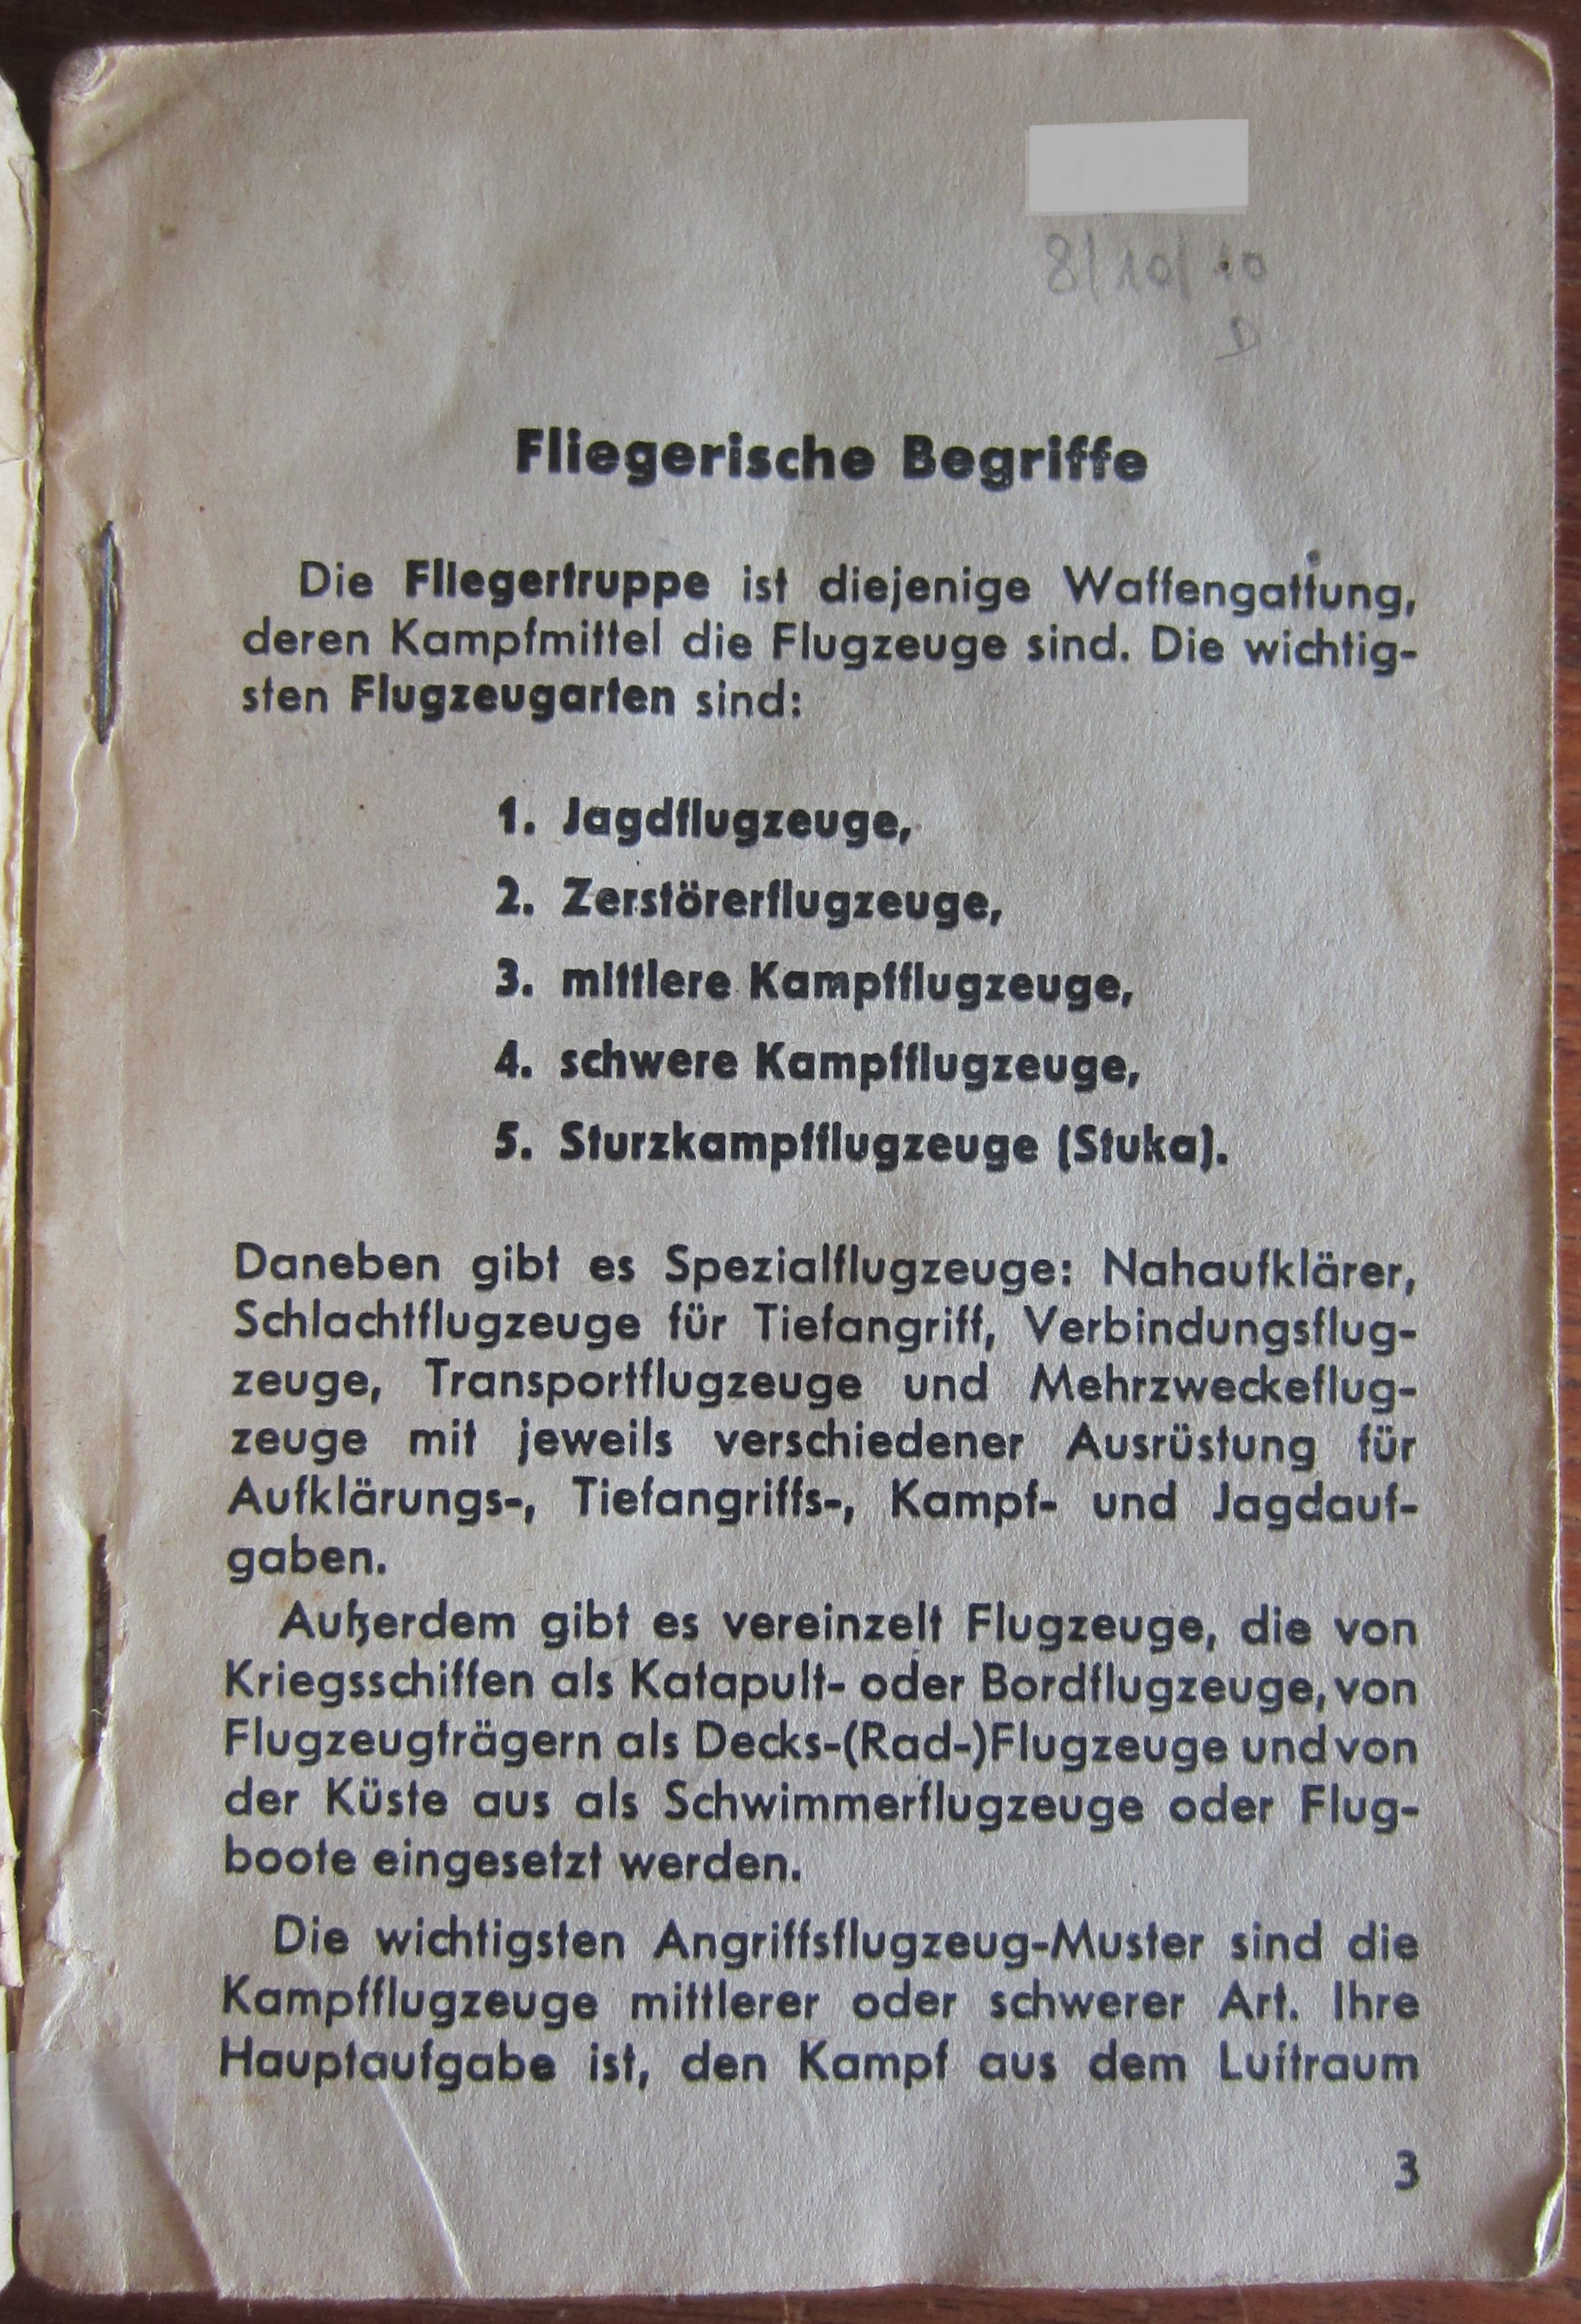 8/10/10
D
Fliegerische Begriffe
Die Fliegertruppe ist diejenige Waffengattung,
deren Kampfmittel die Flugzeuge sind. Die wichtig-
sten Flugzeugarten sind:
1. Jagdflugzeuge,
2. Zerstörerflugzeuge,
3. mittlere Kampfflugzeuge,
4. schwere Kampfflugzeuge,
5. Sturzkampfflugzeuge (Stuka).
Daneben gibt es Spezialflugzeuge: Nahaufklärer,
Schlachtflugzeuge für Tiefangriff, Verbindungsflug-
zeuge, Transportflugzeuge und Mehrzweckeflug-
zeuge mit jeweils verschiedener Ausrüstung für
Aufklärungs-, Tiefangriffs-, Kampf- und Jagdauf-
gaben.
Außerdem gibt es vereinzelt Flugzeuge, die von
Kriegsschiffen als Katapult- oder Bordflugzeuge, von
Flugzeugträgern als Decks-(Rad-)Flugzeuge und von
der Küste aus als Schwimmerflugzeuge oder Flug-
boote eingesetzt werden.
Die wichtigsten Angriffsflugzeug-Muster sind die
Kampfflugzeuge mittlerer oder schwerer Art. Ihre
Hauptaufgabe ist, den Kampf aus dem Luftraum
3